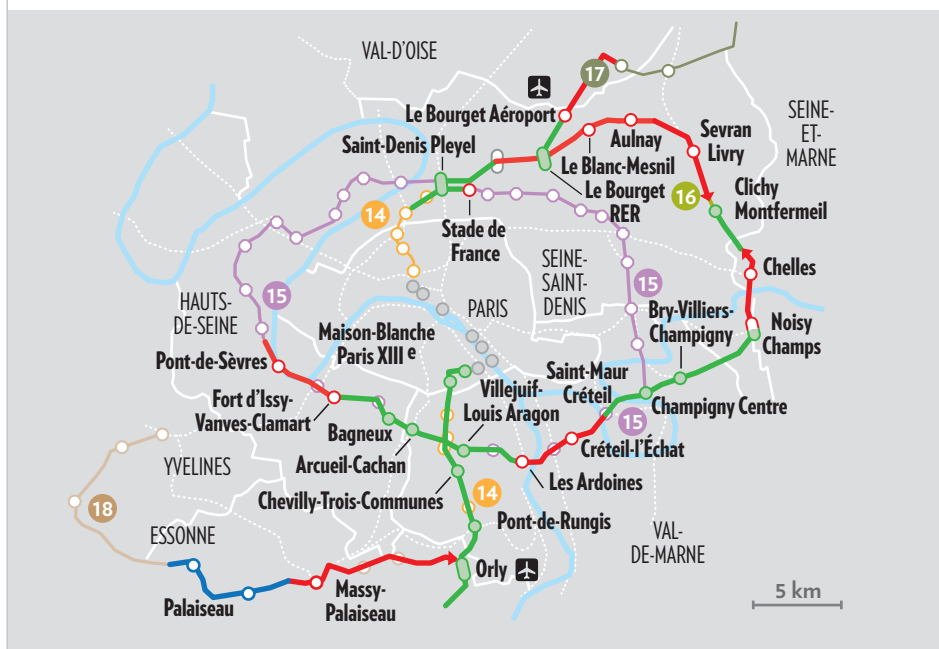 VAL-D'OISE
17
Le Bourget Aéroport
SEINE-
ET-
MARNE
Saint-Denis Pleyel
Aulnay
Sevran
Livry
Le Blanc-Mesnil
Le Bourget
RER
16
Clichy
Montfermeil
14
Stade de
France
SEINE-
SAINT-
DENIS
Chelles
15
15
HAUTS-
DE-SEINE
PARIS
Bry-Villiers-
Champigny
Noisy
Champs
Maison-Blanche
Paris XIII e
Pont-de-Sèvres
Saint-Maur
Créteil
Villejuif-
Louis Aragon
Fort d'Issy-
Vanves-Clamart
Champigny Centre
15
Bagneux
Créteil-l'Échat
Arcueil-Cachan
YVELINES
Les Ardoines
Chevilly-Trois-Communes
14
18
Pont-de-Rungis
ESSONNE
VAL-
DE-MARNE
Orly
Palaiseau
Massy-
Palaiseau
5 km